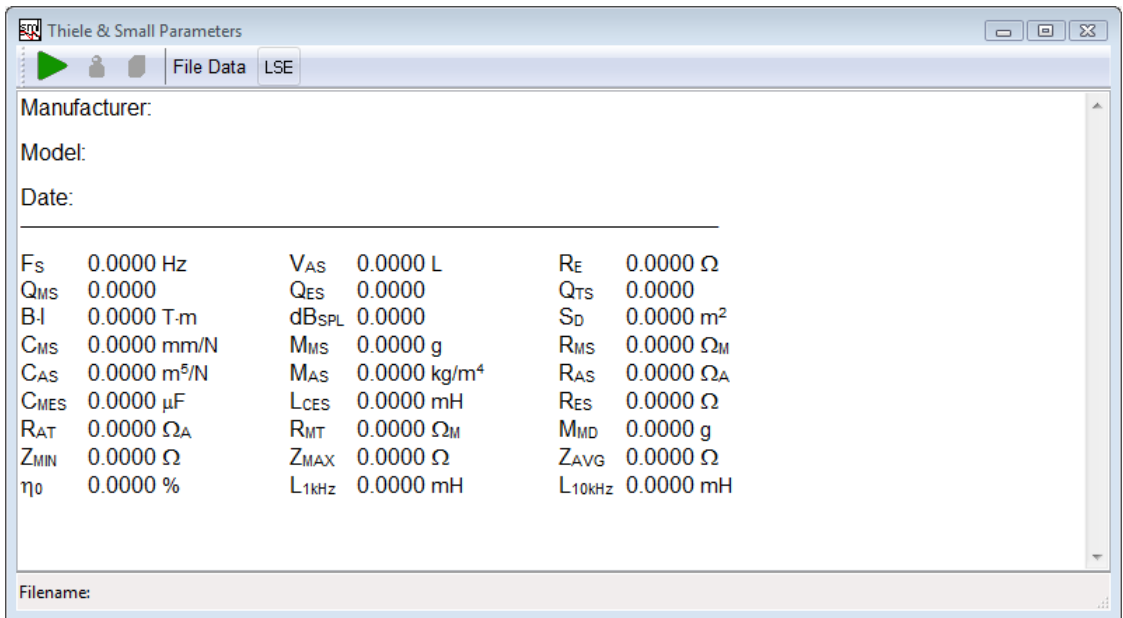 Thiele & Small Parameters
File Data LSE
Manufacturer:
Model:
Date:
FS 0.0000 Hz VAS 0.0000 L RE 0.0000 Ω
QMS 0.0000 QES 0.0000 QTS 0.0000
B·l 0.0000 T·m dBSPL 0.0000 SD 0.0000 m²
CMS 0.0000 mm/N MMS 0.0000 g RMS 0.0000 ΩM
CAS 0.0000 m⁵/N MAS 0.0000 kg/m⁴ RAS 0.0000 ΩA
CMES 0.0000 μF LCES 0.0000 mH RES 0.0000 Ω
RAT 0.0000 ΩA RMT 0.0000 ΩM MMD 0.0000 g
ZMIN 0.0000 Ω ZMAX 0.0000 Ω ZAVG 0.0000 Ω
η0 0.0000 % L1kHz 0.0000 mH L10kHz 0.0000 mH
Filename: